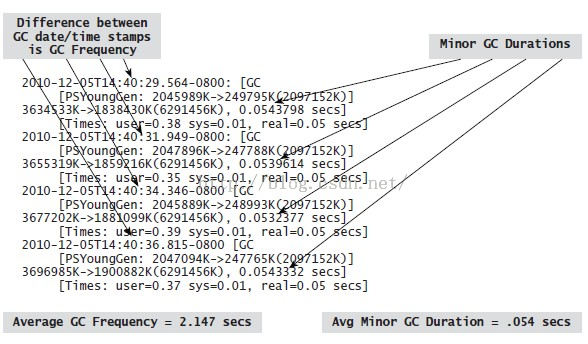 Difference between
GC date/time stamps
is GC Frequency
Minor GC Durations
2010-12-05T14:40:29.564-0800: [GC
[PSYoungGen: 2045989K->249795K(2097152K)]
3634533K->1838430K(6291456K), 0.0543798 secs]
[Times: user=0.38 sys=0.01, real=0.05 secs]
2010-12-05T14:40:31.949-0800: [GC
[PSYoungGen: 2047896K->247788K(2097152K)]
3655319K->1859216K(6291456K), 0.0539614 secs]
[Times: user=0.35 sys=0.01, real=0.05 secs]
2010-12-05T14:40:34.346-0800 [GC
[PSYoungGen: 2045889K->248993K(2097152K)]
3677202K->1881099K(6291456K), 0.0532377 secs]
[Times: user=0.39 sys=0.01, real=0.05 secs]
2010-12-05T14:40:36.815-0800 [GC
[PSYoungGen: 2047094K->247765K(2097152K)]
3696985K->1900882K(6291456K), 0.0543332 secs]
[Times: user=0.37 sys=0.01, real=0.05 secs]
http://blog.csdn.net/
Average GC Frequency = 2.147 secs
Avg Minor GC Duration = .054 secs